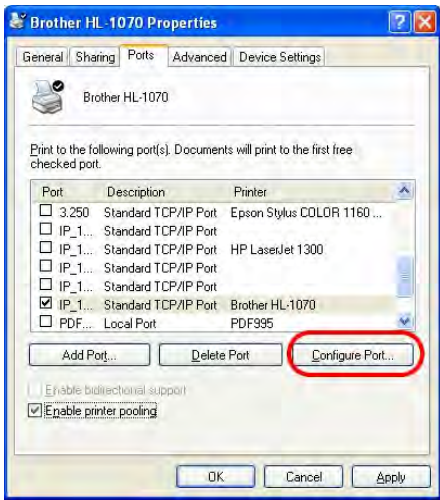 Brother HL-1070 Properties
General Sharing Ports Advanced Device Settings
Brother HL-1070
Print to the following port(s). Documents will print to the first free
checked port.
Port Description Printer
3.250 Standard TCP/IP Port Epson Stylus COLOR 1160 ...
IP_1... Standard TCP/IP Port
IP_1... Standard TCP/IP Port HP LaserJet 1300
IP_1... Standard TCP/IP Port
IP_1... Standard TCP/IP Port
IP_1... Standard TCP/IP Port Brother HL-1070
PDF... Local Port PDF995
Add Port... Delete Port Configure Port...
Enable bidirectional support
Enable printer pooling
OK Cancel Apply